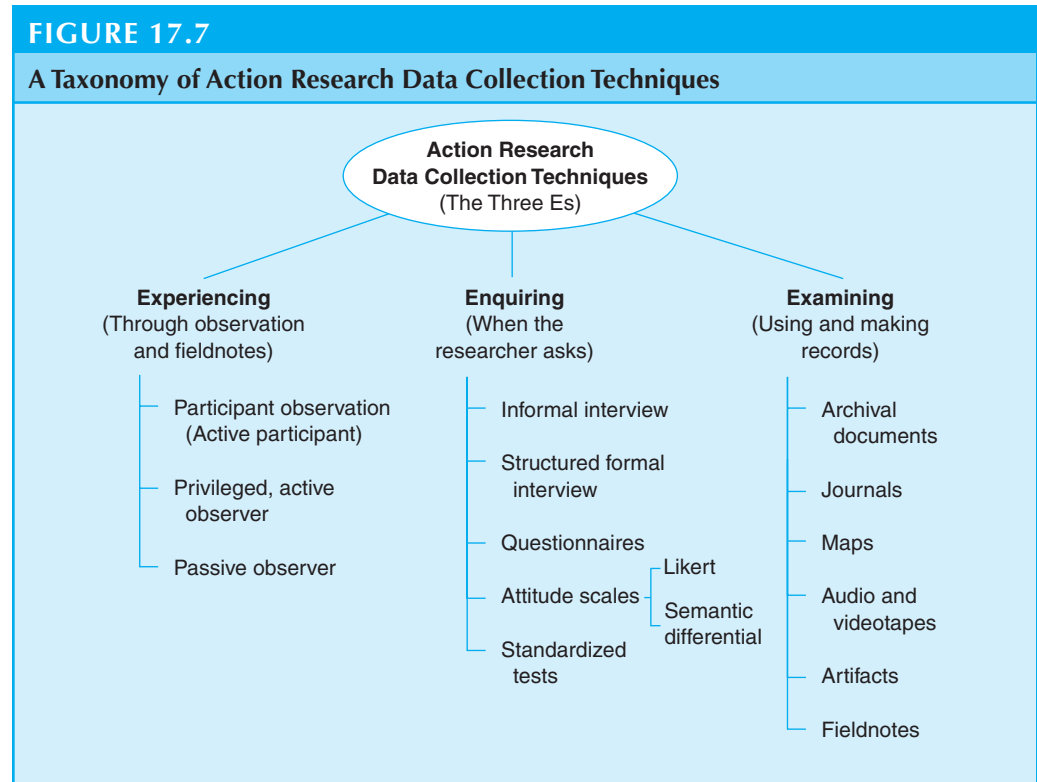 FIGURE 17.7
A Taxonomy of Action Research Data Collection Techniques
Action Research
Data Collection Techniques
(The Three Es)
Experiencing
(Through observation
and fieldnotes)
Participant observation
(Active participant)
Privileged, active
observer
Passive observer
Enquiring
(When the
researcher asks)
Informal interview
Structured formal
interview
Questionnaires
Attitude scales
Likert
Semantic
differential
Standardized
tests
Examining
(Using and making
records)
Archival
documents
Journals
Maps
Audio and
videotapes
Artifacts
Fieldnotes